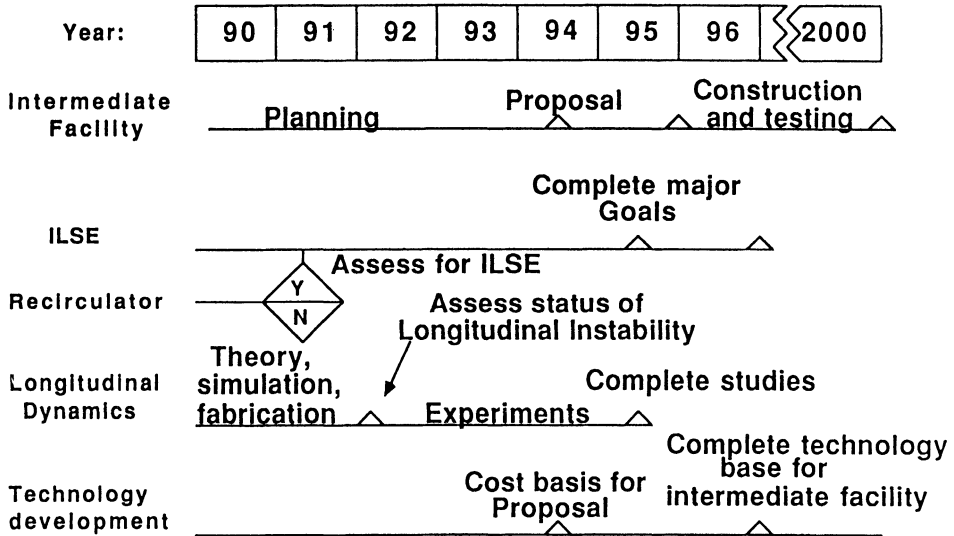 Year: 90 91 92 93 94 95 96 2000
Intermediate
Facility
Planning
Proposal
Construction
and testing
Complete major
Goals
ILSE
Assess for ILSE
Recirculator
Y
N
Assess status of
Longitudinal Instability
Longitudinal
Dynamics
Theory,
simulation,
fabrication
Experiments
Complete studies
Technology
development
Cost basis for
Proposal
Complete technology
base for
intermediate facility